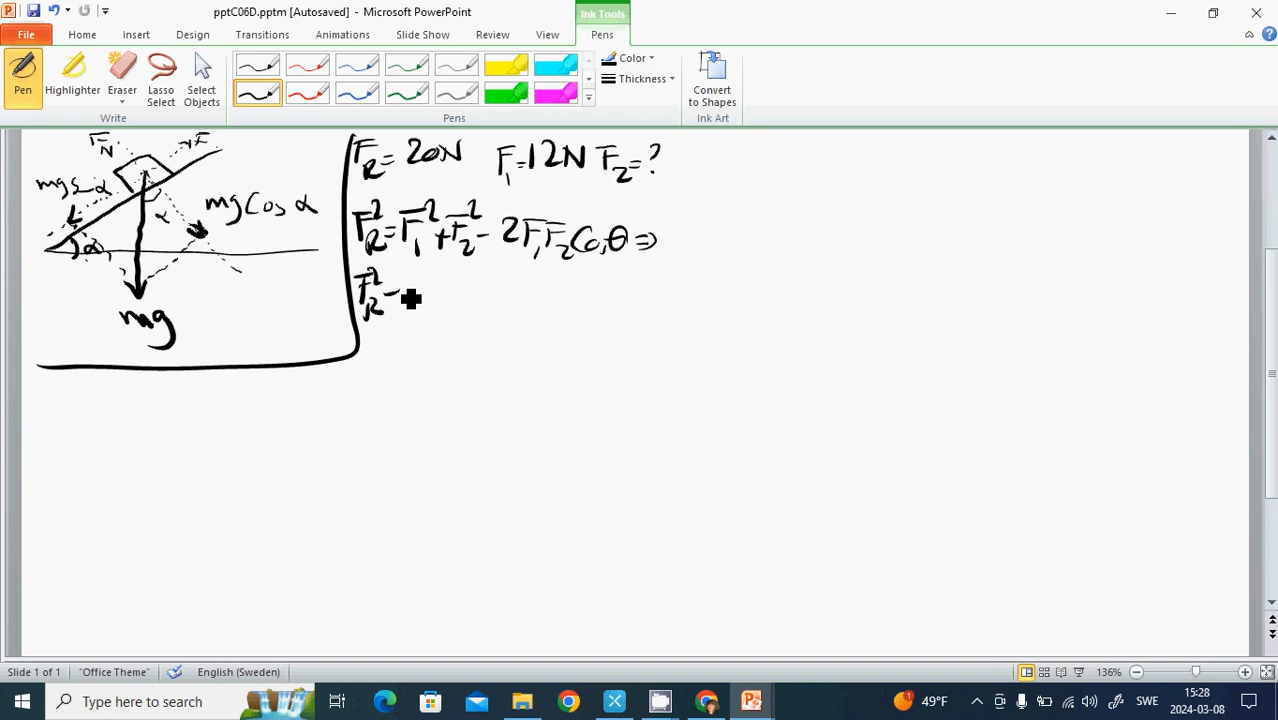 pptC06D.pptm [Autosaved] - Microsoft PowerPoint
Ink Tools
File Home Insert Design Transitions Animations Slide Show Review View Pens
Pen Highlighter Eraser Lasso Select Select Objects
Color
Thickness
Convert to Shapes
Write Pens Ink Art
F_N
F_R = 20N F_1 = 12N F_2 = ?
mg cos α
α
α
F_R^2 = F_1^2 + F_2^2 - 2F_1F_2 Cosθ ⇒
F_R^2 -
mg
Slide 1 of 1 "Office Theme" English (Sweden) 136%
Type here to search
49°F SWE 15:28
2024-03-08